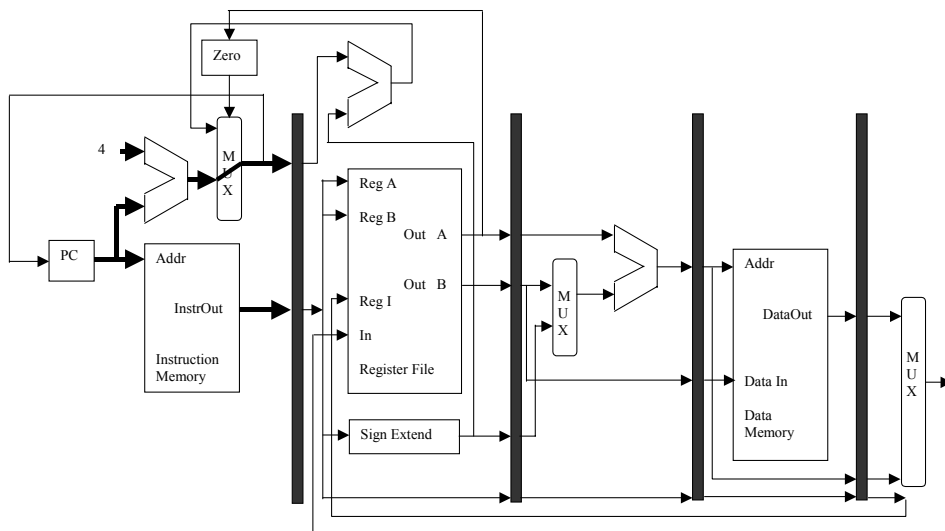 Zero
4
M
U
X
PC
Addr
InstrOut
Instruction
Memory
Reg A
Reg B
Out A
Out B
Reg I
In
Register File
Sign Extend
M
U
X
Addr
DataOut
Data In
Data
Memory
M
U
X